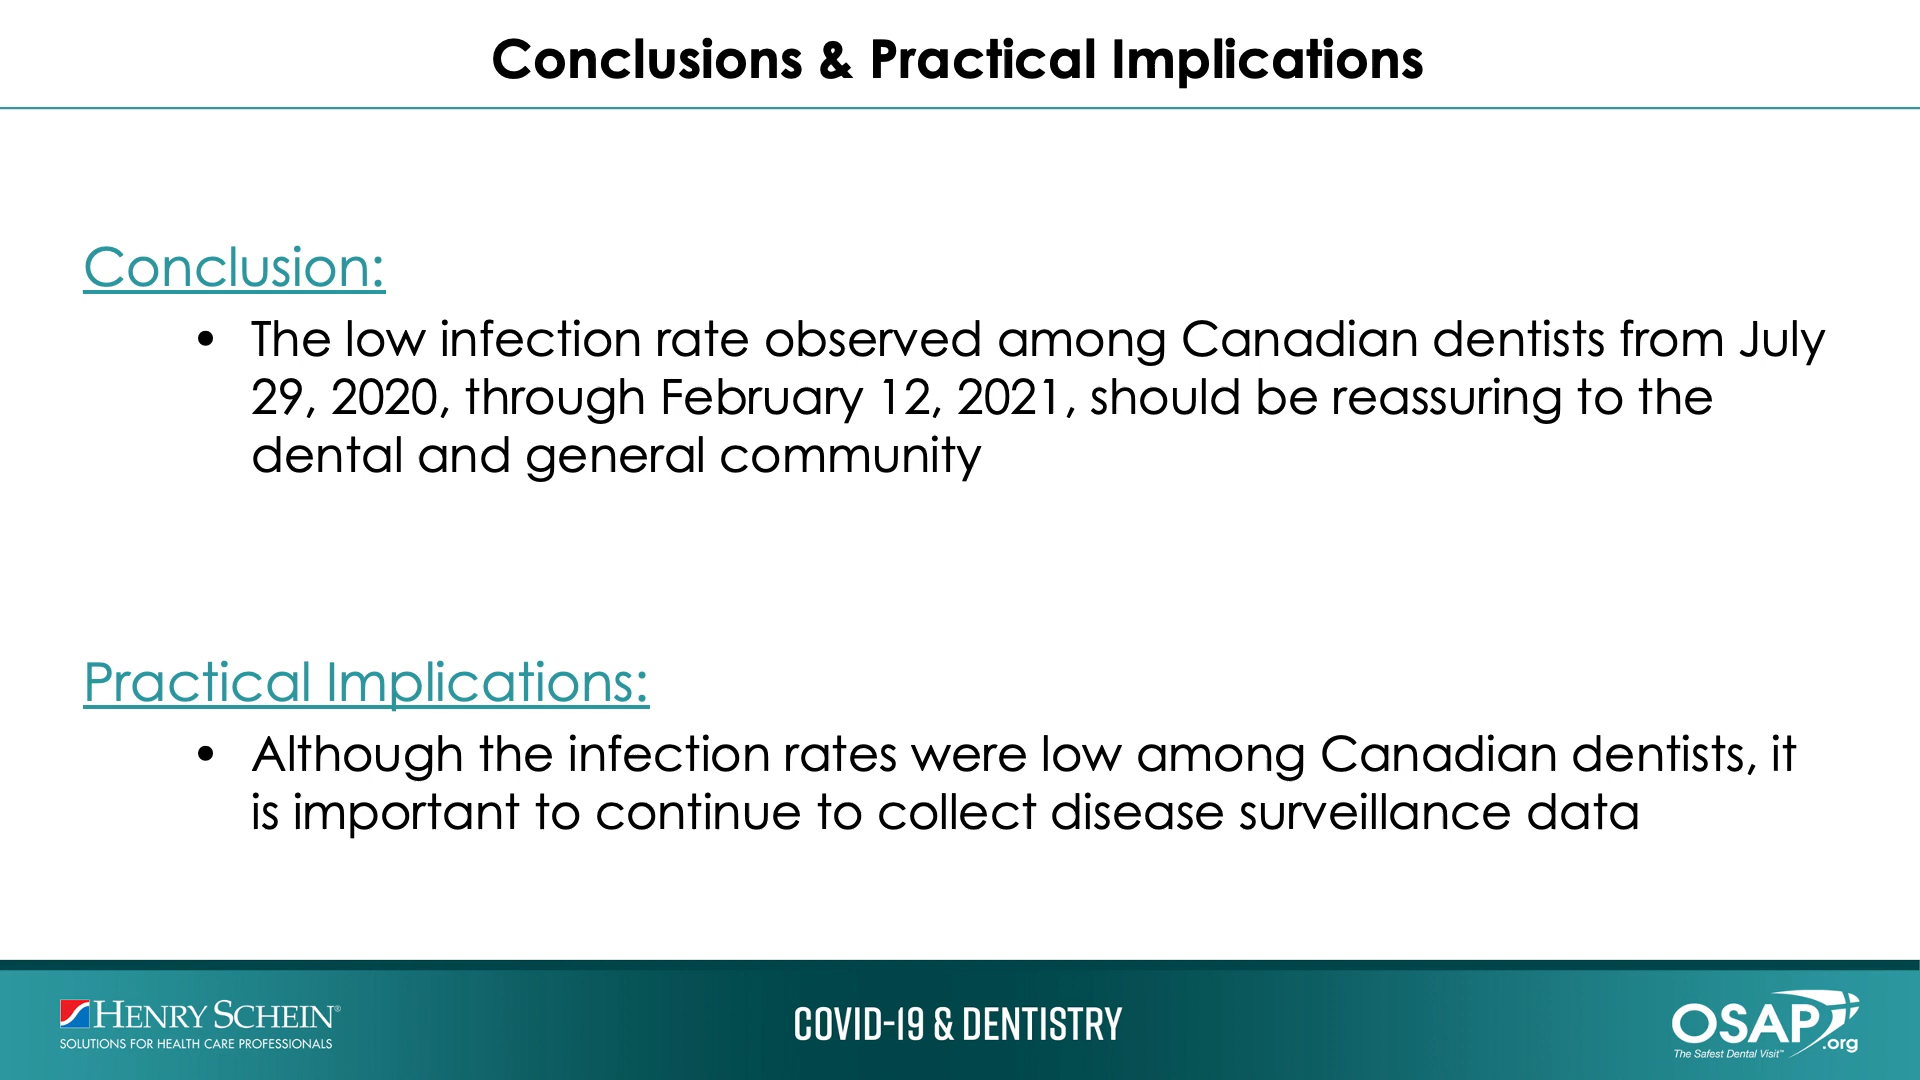 Conclusions & Practical Implications
Conclusion:
• The low infection rate observed among Canadian dentists from July
29, 2020, through February 12, 2021, should be reassuring to the
dental and general community
Practical Implications:
• Although the infection rates were low among Canadian dentists, it
is important to continue to collect disease surveillance data
HENRY SCHEIN®
SOLUTIONS FOR HEALTH CARE PROFESSIONALS
COVID-19 & DENTISTRY
OSAP
.org
The Safest Dental Visit™